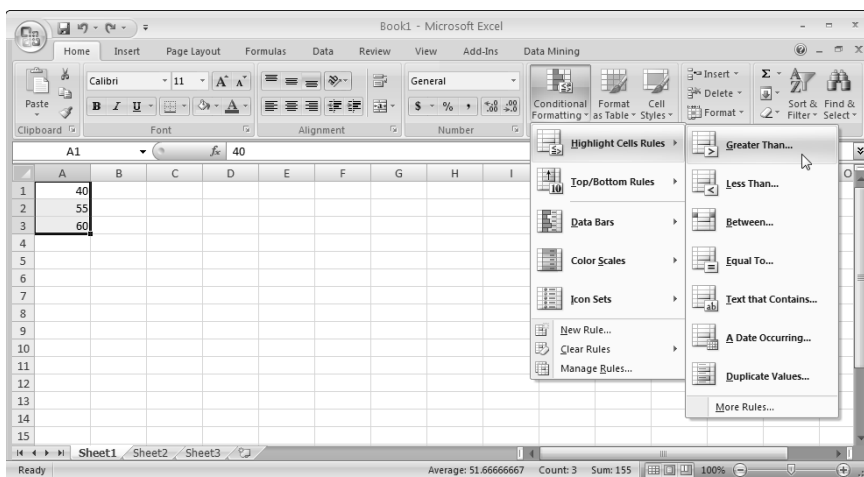 Book1 - Microsoft Excel
Home Insert Page Layout Formulas Data Review View Add-Ins Data Mining
Paste
Calibri 11 A A
B I U A
General
$ % , .00 .00
Conditional Formatting
Format as Table
Cell Styles
Insert
Delete
Format
Σ
Sort & Filter
Find & Select
Clipboard Font Alignment Number
A1 fx 40
A B C D E F G H I O
1 40
2 55
3 60
4
5
6
7
8
9
10
11
12
13
14
15
Highlight Cells Rules
Top/Bottom Rules
Data Bars
Color Scales
Icon Sets
New Rule...
Clear Rules
Manage Rules...
Greater Than...
Less Than...
Between...
Equal To...
Text that Contains...
A Date Occurring...
Duplicate Values...
More Rules...
Sheet1 Sheet2 Sheet3
Ready Average: 51.66666667 Count: 3 Sum: 155 100%